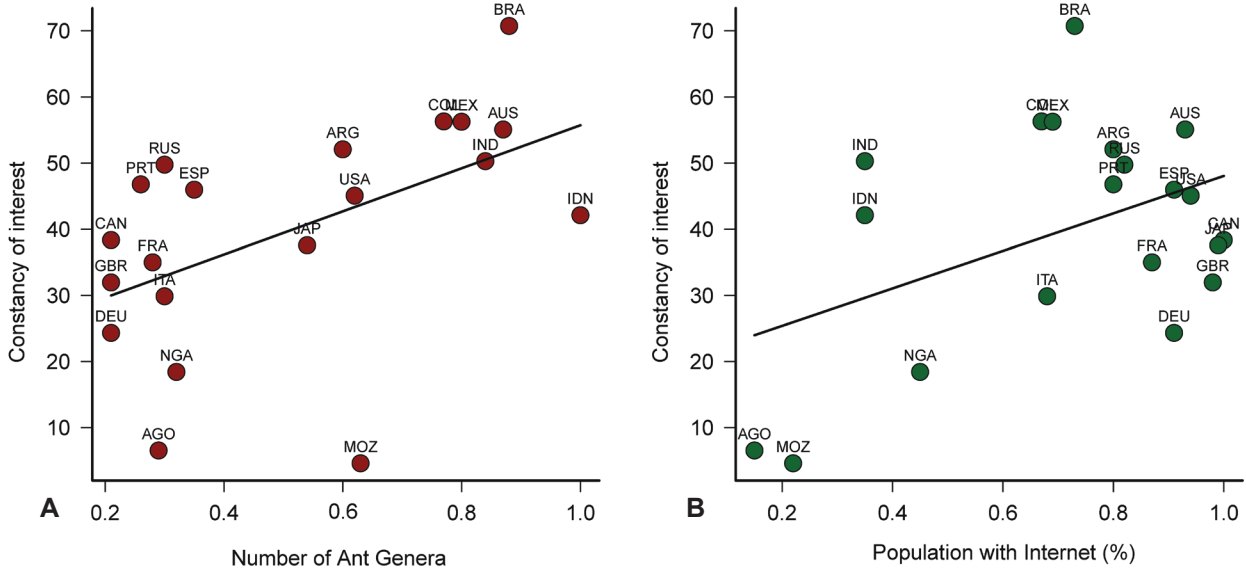 BRA
COL MEX
AUS
ARG
IND
RUS
PRT
ESP
USA
IDN
CAN
JAP
FRA
GBR
ITA
DEU
NGA
AGO
MOZ
70
60
50
40
30
20
10
0.2 0.4 0.6 0.8 1.0
Constancy of interest
Number of Ant Genera
A
BRA
COL MEX
AUS
ARG
IND
RUS
PRT
ESP
USA
IDN
CAN
JAP
FRA
GBR
ITA
DEU
NGA
AGO
MOZ
70
60
50
40
30
20
10
0.2 0.4 0.6 0.8 1.0
Constancy of interest
Population with Internet (%)
B